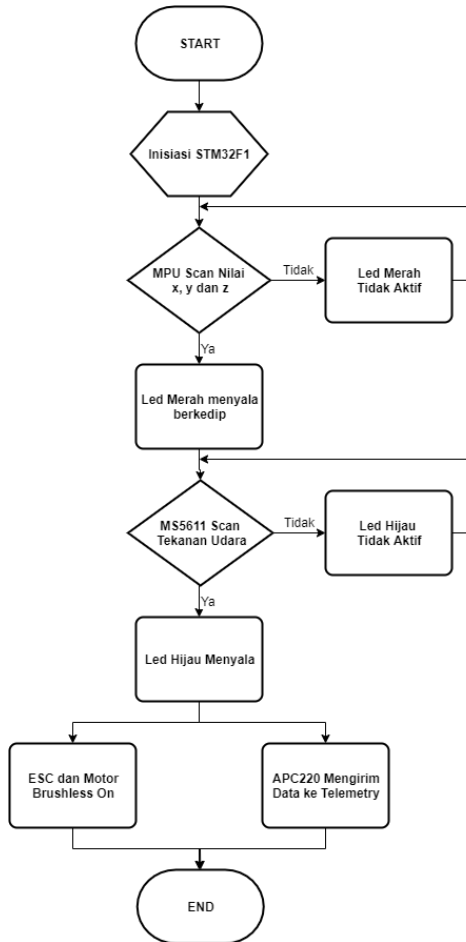 START
Inisiasi STM32F1
MPU Scan Nilai
x, y dan z
Tidak
Led Merah
Tidak Aktif
Ya
Led Merah menyala
berkedip
MS5611 Scan
Tekanan Udara
Tidak
Led Hijau
Tidak Aktif
Ya
Led Hijau Menyala
ESC dan Motor
Brushless On
APC220 Mengirim
Data ke Telemetry
END